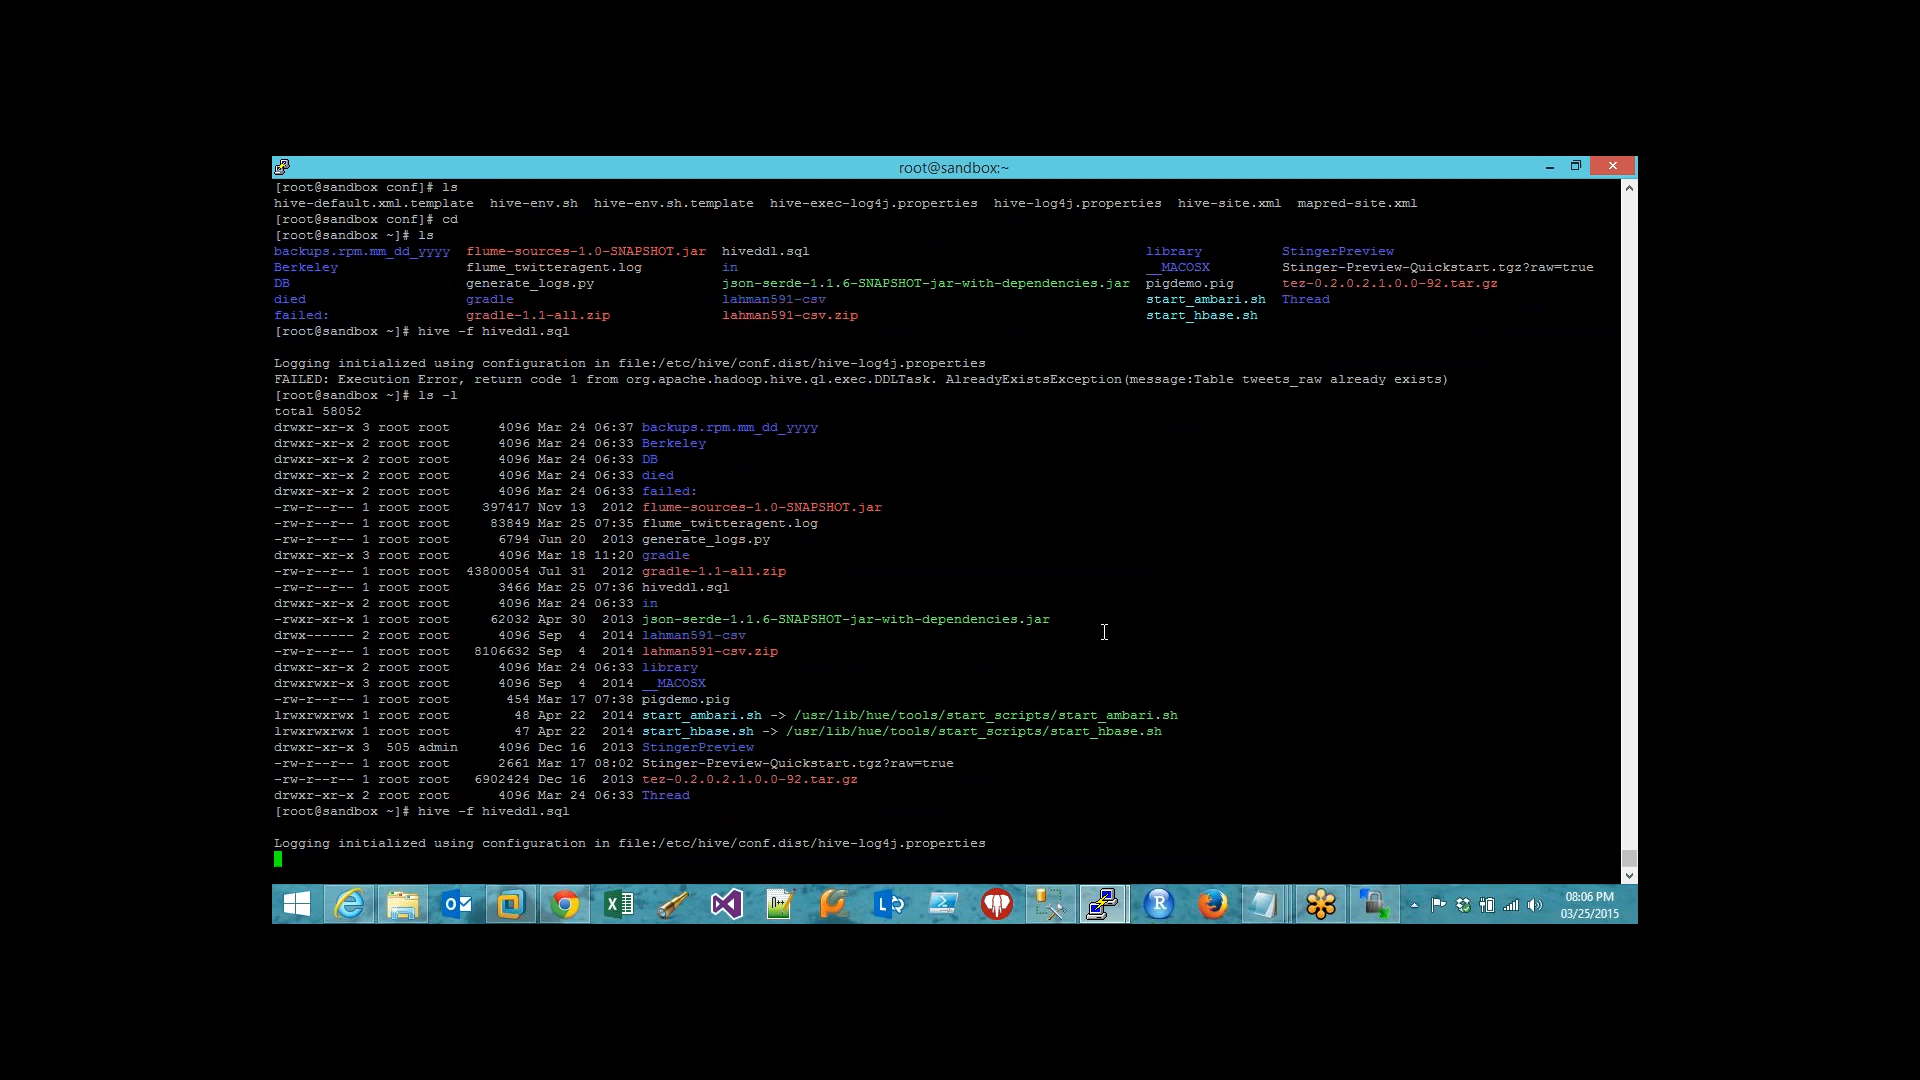 root@sandbox:~
[root@sandbox conf]# ls
hive-default.xml.template  hive-env.sh  hive-env.sh.template  hive-exec-log4j.properties  hive-log4j.properties  hive-site.xml  mapred-site.xml
[root@sandbox conf]# cd
[root@sandbox ~]# ls
backups.rpm.mm_dd_yyyy  flume-sources-1.0-SNAPSHOT.jar  hiveddl.sql  library  StingerPreview
Berkeley  flume_twitteragent.log  in  __MACOSX  Stinger-Preview-Quickstart.tgz?raw=true
DB  generate_logs.py  json-serde-1.1.6-SNAPSHOT-jar-with-dependencies.jar  pigdemo.pig  tez-0.2.0.2.1.0.0-92.tar.gz
died  gradle  lahman591-csv  start_ambari.sh  Thread
failed:  gradle-1.1-all.zip  lahman591-csv.zip  start_hbase.sh
[root@sandbox ~]# hive -f hiveddl.sql
Logging initialized using configuration in file:/etc/hive/conf.dist/hive-log4j.properties
FAILED: Execution Error, return code 1 from org.apache.hadoop.hive.ql.exec.DDLTask. AlreadyExistsException(message:Table tweets_raw already exists)
[root@sandbox ~]# ls -l
total 58052
drwxr-xr-x 3 root root     4096 Mar 24 06:37 backups.rpm.mm_dd_yyyy
drwxr-xr-x 2 root root     4096 Mar 24 06:33 Berkeley
drwxr-xr-x 2 root root     4096 Mar 24 06:33 DB
drwxr-xr-x 2 root root     4096 Mar 24 06:33 died
drwxr-xr-x 2 root root     4096 Mar 24 06:33 failed:
-rw-r--r-- 1 root root   397417 Nov 13  2012 flume-sources-1.0-SNAPSHOT.jar
-rw-r--r-- 1 root root    83849 Mar 25 07:35 flume_twitteragent.log
-rw-r--r-- 1 root root     6794 Jun 20  2013 generate_logs.py
drwxr-xr-x 3 root root     4096 Mar 18 11:20 gradle
-rw-r--r-- 1 root root 43800054 Jul 31  2012 gradle-1.1-all.zip
-rw-r--r-- 1 root root     3466 Mar 25 07:36 hiveddl.sql
drwxr-xr-x 2 root root     4096 Mar 24 06:33 in
-rwxr-xr-x 1 root root    62032 Apr 30  2013 json-serde-1.1.6-SNAPSHOT-jar-with-dependencies.jar
drwx------ 2 root root     4096 Sep  4  2014 lahman591-csv
-rw-r--r-- 1 root root  8106632 Sep  4  2014 lahman591-csv.zip
drwxr-xr-x 2 root root     4096 Mar 24 06:33 library
drwxrwxr-x 3 root root     4096 Sep  4  2014 __MACOSX
-rw-r--r-- 1 root root      454 Mar 17 07:38 pigdemo.pig
lrwxrwxrwx 1 root root       48 Apr 22  2014 start_ambari.sh -> /usr/lib/hue/tools/start_scripts/start_ambari.sh
lrwxrwxrwx 1 root root       47 Apr 22  2014 start_hbase.sh -> /usr/lib/hue/tools/start_scripts/start_hbase.sh
drwxr-xr-x 3  505 admin     4096 Dec 16  2013 StingerPreview
-rw-r--r-- 1 root root     2661 Mar 17 08:02 Stinger-Preview-Quickstart.tgz?raw=true
-rw-r--r-- 1 root root  6902424 Dec 16  2013 tez-0.2.0.2.1.0.0-92.tar.gz
drwxr-xr-x 2 root root     4096 Mar 24 06:33 Thread
[root@sandbox ~]# hive -f hiveddl.sql
Logging initialized using configuration in file:/etc/hive/conf.dist/hive-log4j.properties
08:06 PM
03/25/2015